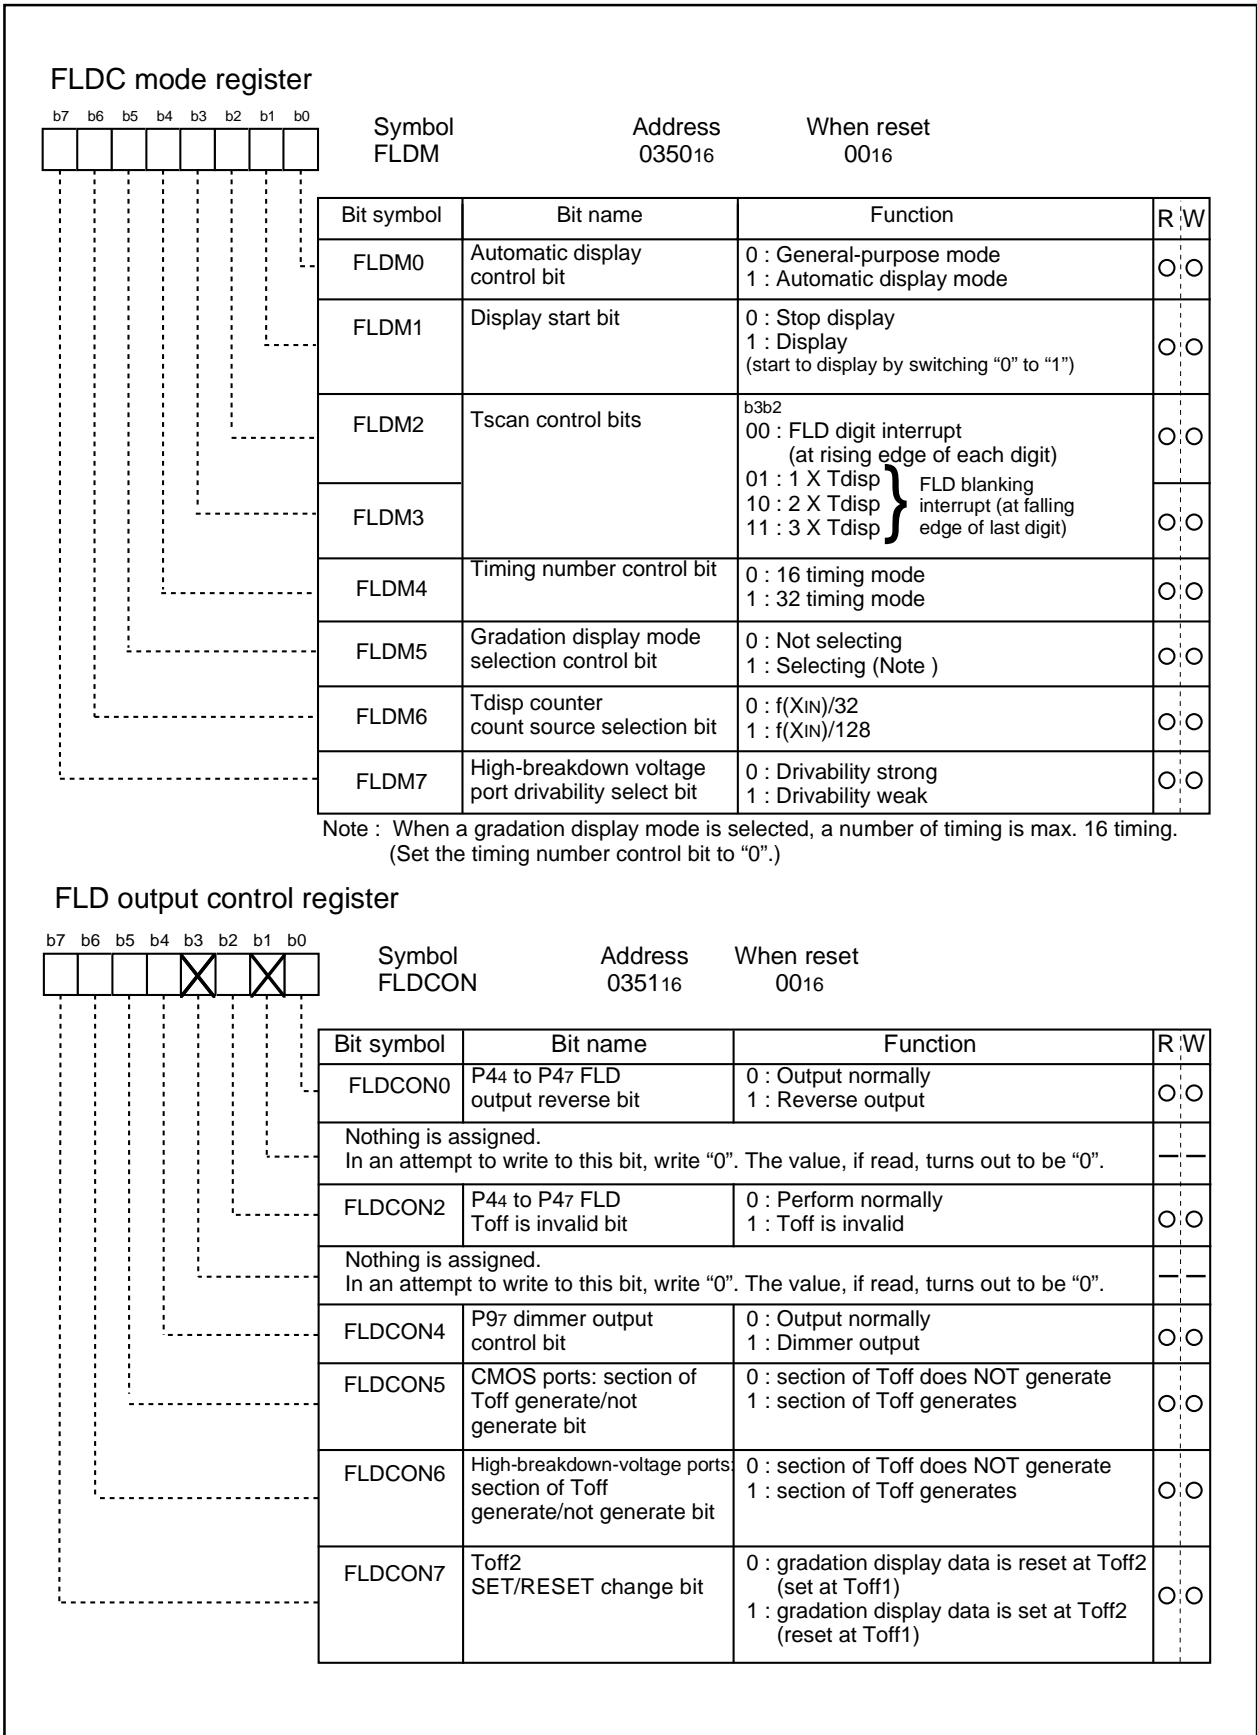 FLDC mode register
b7 b6 b5 b4 b3 b2 b1 b0
Symbol Address When reset
FLDM 035016 0016
Bit symbol Bit name Function R W
FLDM0 Automatic display control bit 0 : General-purpose mode
1 : Automatic display mode
FLDM1 Display start bit 0 : Stop display
1 : Display
(start to display by switching “0” to “1”)
FLDM2 Tscan control bits b3b2
00 : FLD digit interrupt
(at rising edge of each digit)
01 : 1 X Tdisp
10 : 2 X Tdisp
11 : 3 X Tdisp
FLD blanking
interrupt (at falling
edge of last digit)
FLDM3
FLDM4 Timing number control bit 0 : 16 timing mode
1 : 32 timing mode
FLDM5 Gradation display mode
selection control bit
0 : Not selecting
1 : Selecting (Note )
FLDM6 Tdisp counter
count source selection bit
0 : f(XIN)/32
1 : f(XIN)/128
FLDM7 High-breakdown voltage
port drivability select bit
0 : Drivability strong
1 : Drivability weak
Note : When a gradation display mode is selected, a number of timing is max. 16 timing.
(Set the timing number control bit to “0”.)
FLD output control register
b7 b6 b5 b4 b3 b2 b1 b0
Symbol Address When reset
FLDCON 035116 0016
Bit symbol Bit name Function R W
FLDCON0 P44 to P47 FLD
output reverse bit
0 : Output normally
1 : Reverse output
Nothing is assigned.
In an attempt to write to this bit, write “0”. The value, if read, turns out to be “0”.
FLDCON2 P44 to P47 FLD
Toff is invalid bit
0 : Perform normally
1 : Toff is invalid
Nothing is assigned.
In an attempt to write to this bit, write “0”. The value, if read, turns out to be “0”.
FLDCON4 P97 dimmer output
control bit
0 : Output normally
1 : Dimmer output
FLDCON5 CMOS ports: section of
Toff generate/not
generate bit
0 : section of Toff does NOT generate
1 : section of Toff generates
FLDCON6 High-breakdown-voltage ports:
section of Toff
generate/not generate bit
0 : section of Toff does NOT generate
1 : section of Toff generates
FLDCON7 Toff2
SET/RESET change bit
0 : gradation display data is reset at Toff2
(set at Toff1)
1 : gradation display data is set at Toff2
(reset at Toff1)